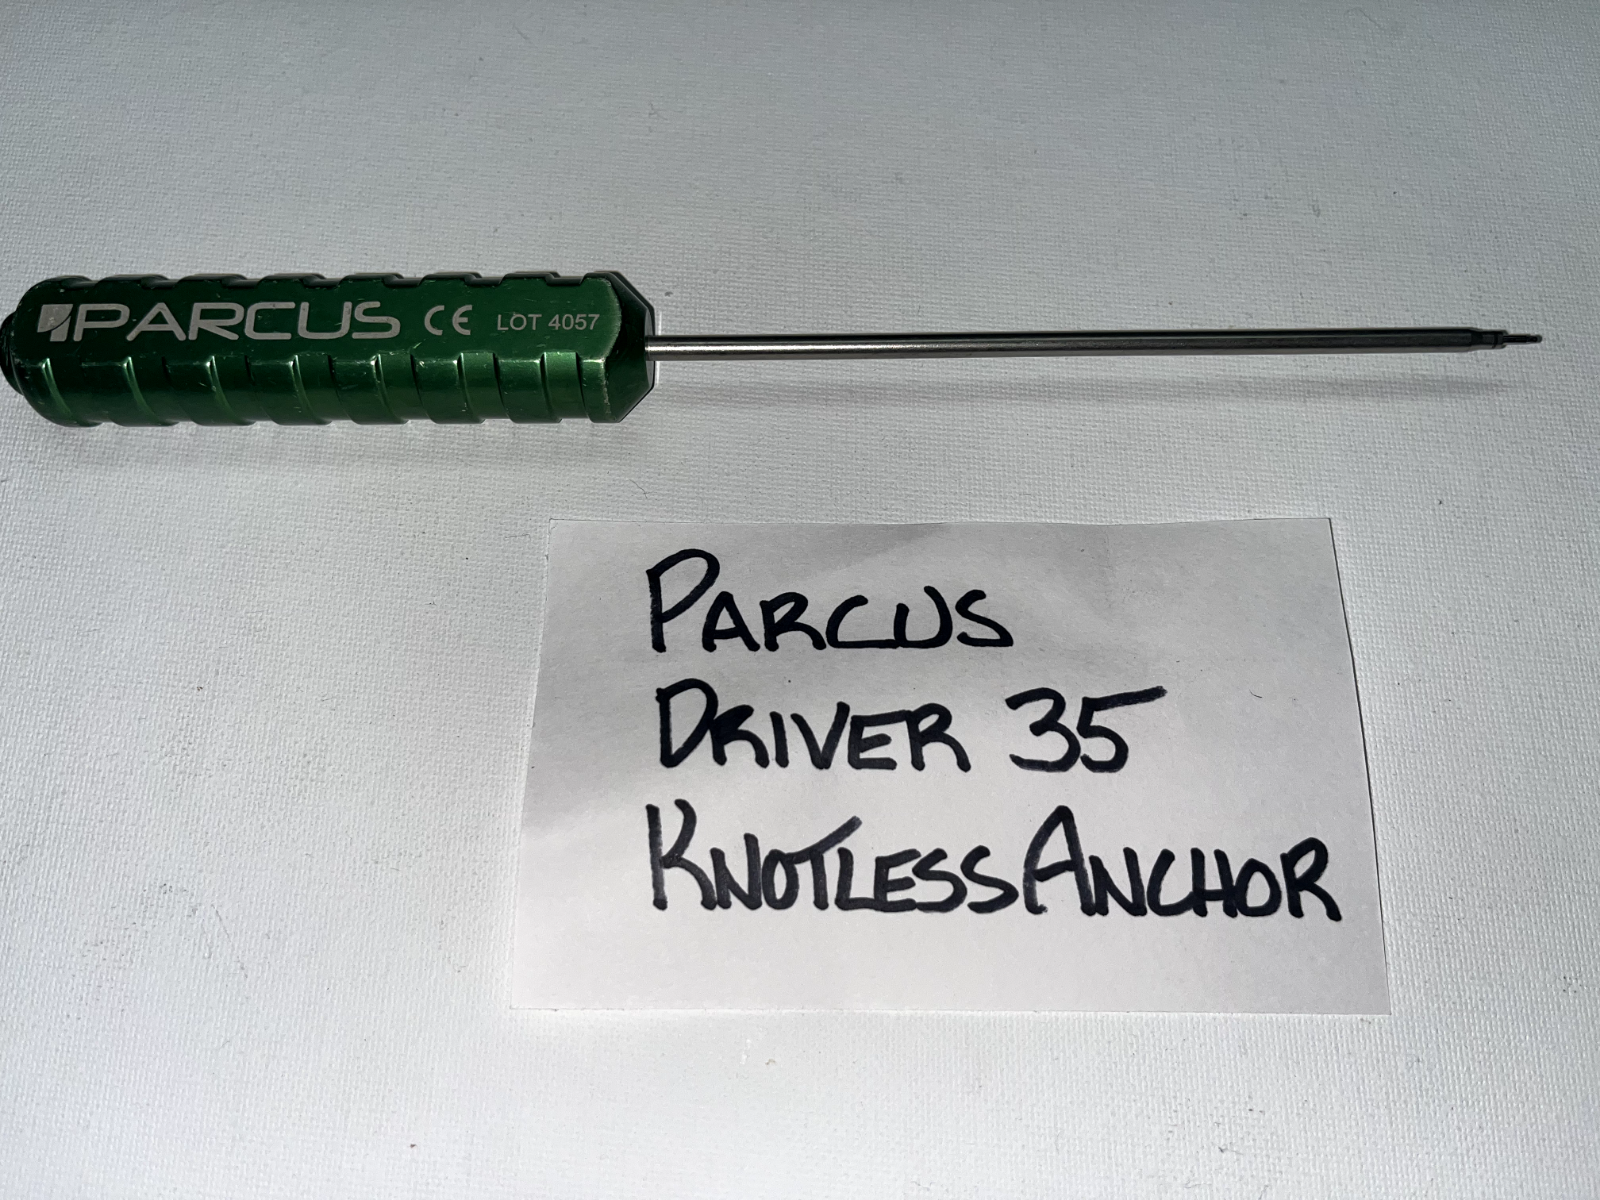 PARCUS CE LOT 4057
PARCUS
DRIVER 35
KNOTLESS ANCHOR